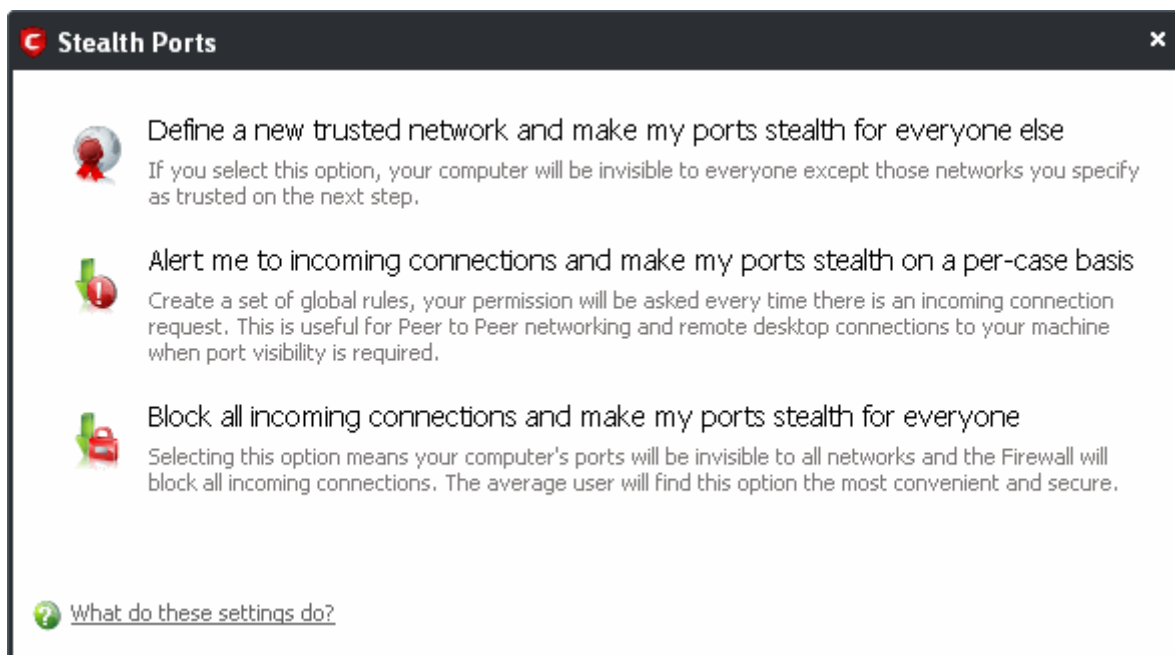 Stealth Ports
Define a new trusted network and make my ports stealth for everyone else
If you select this option, your computer will be invisible to everyone except those networks you specify
as trusted on the next step.
Alert me to incoming connections and make my ports stealth on a per-case basis
Create a set of global rules, your permission will be asked every time there is an incoming connection
request. This is useful for Peer to Peer networking and remote desktop connections to your machine
when port visibility is required.
Block all incoming connections and make my ports stealth for everyone
Selecting this option means your computer's ports will be invisible to all networks and the Firewall will
block all incoming connections. The average user will find this option the most convenient and secure.
What do these settings do?